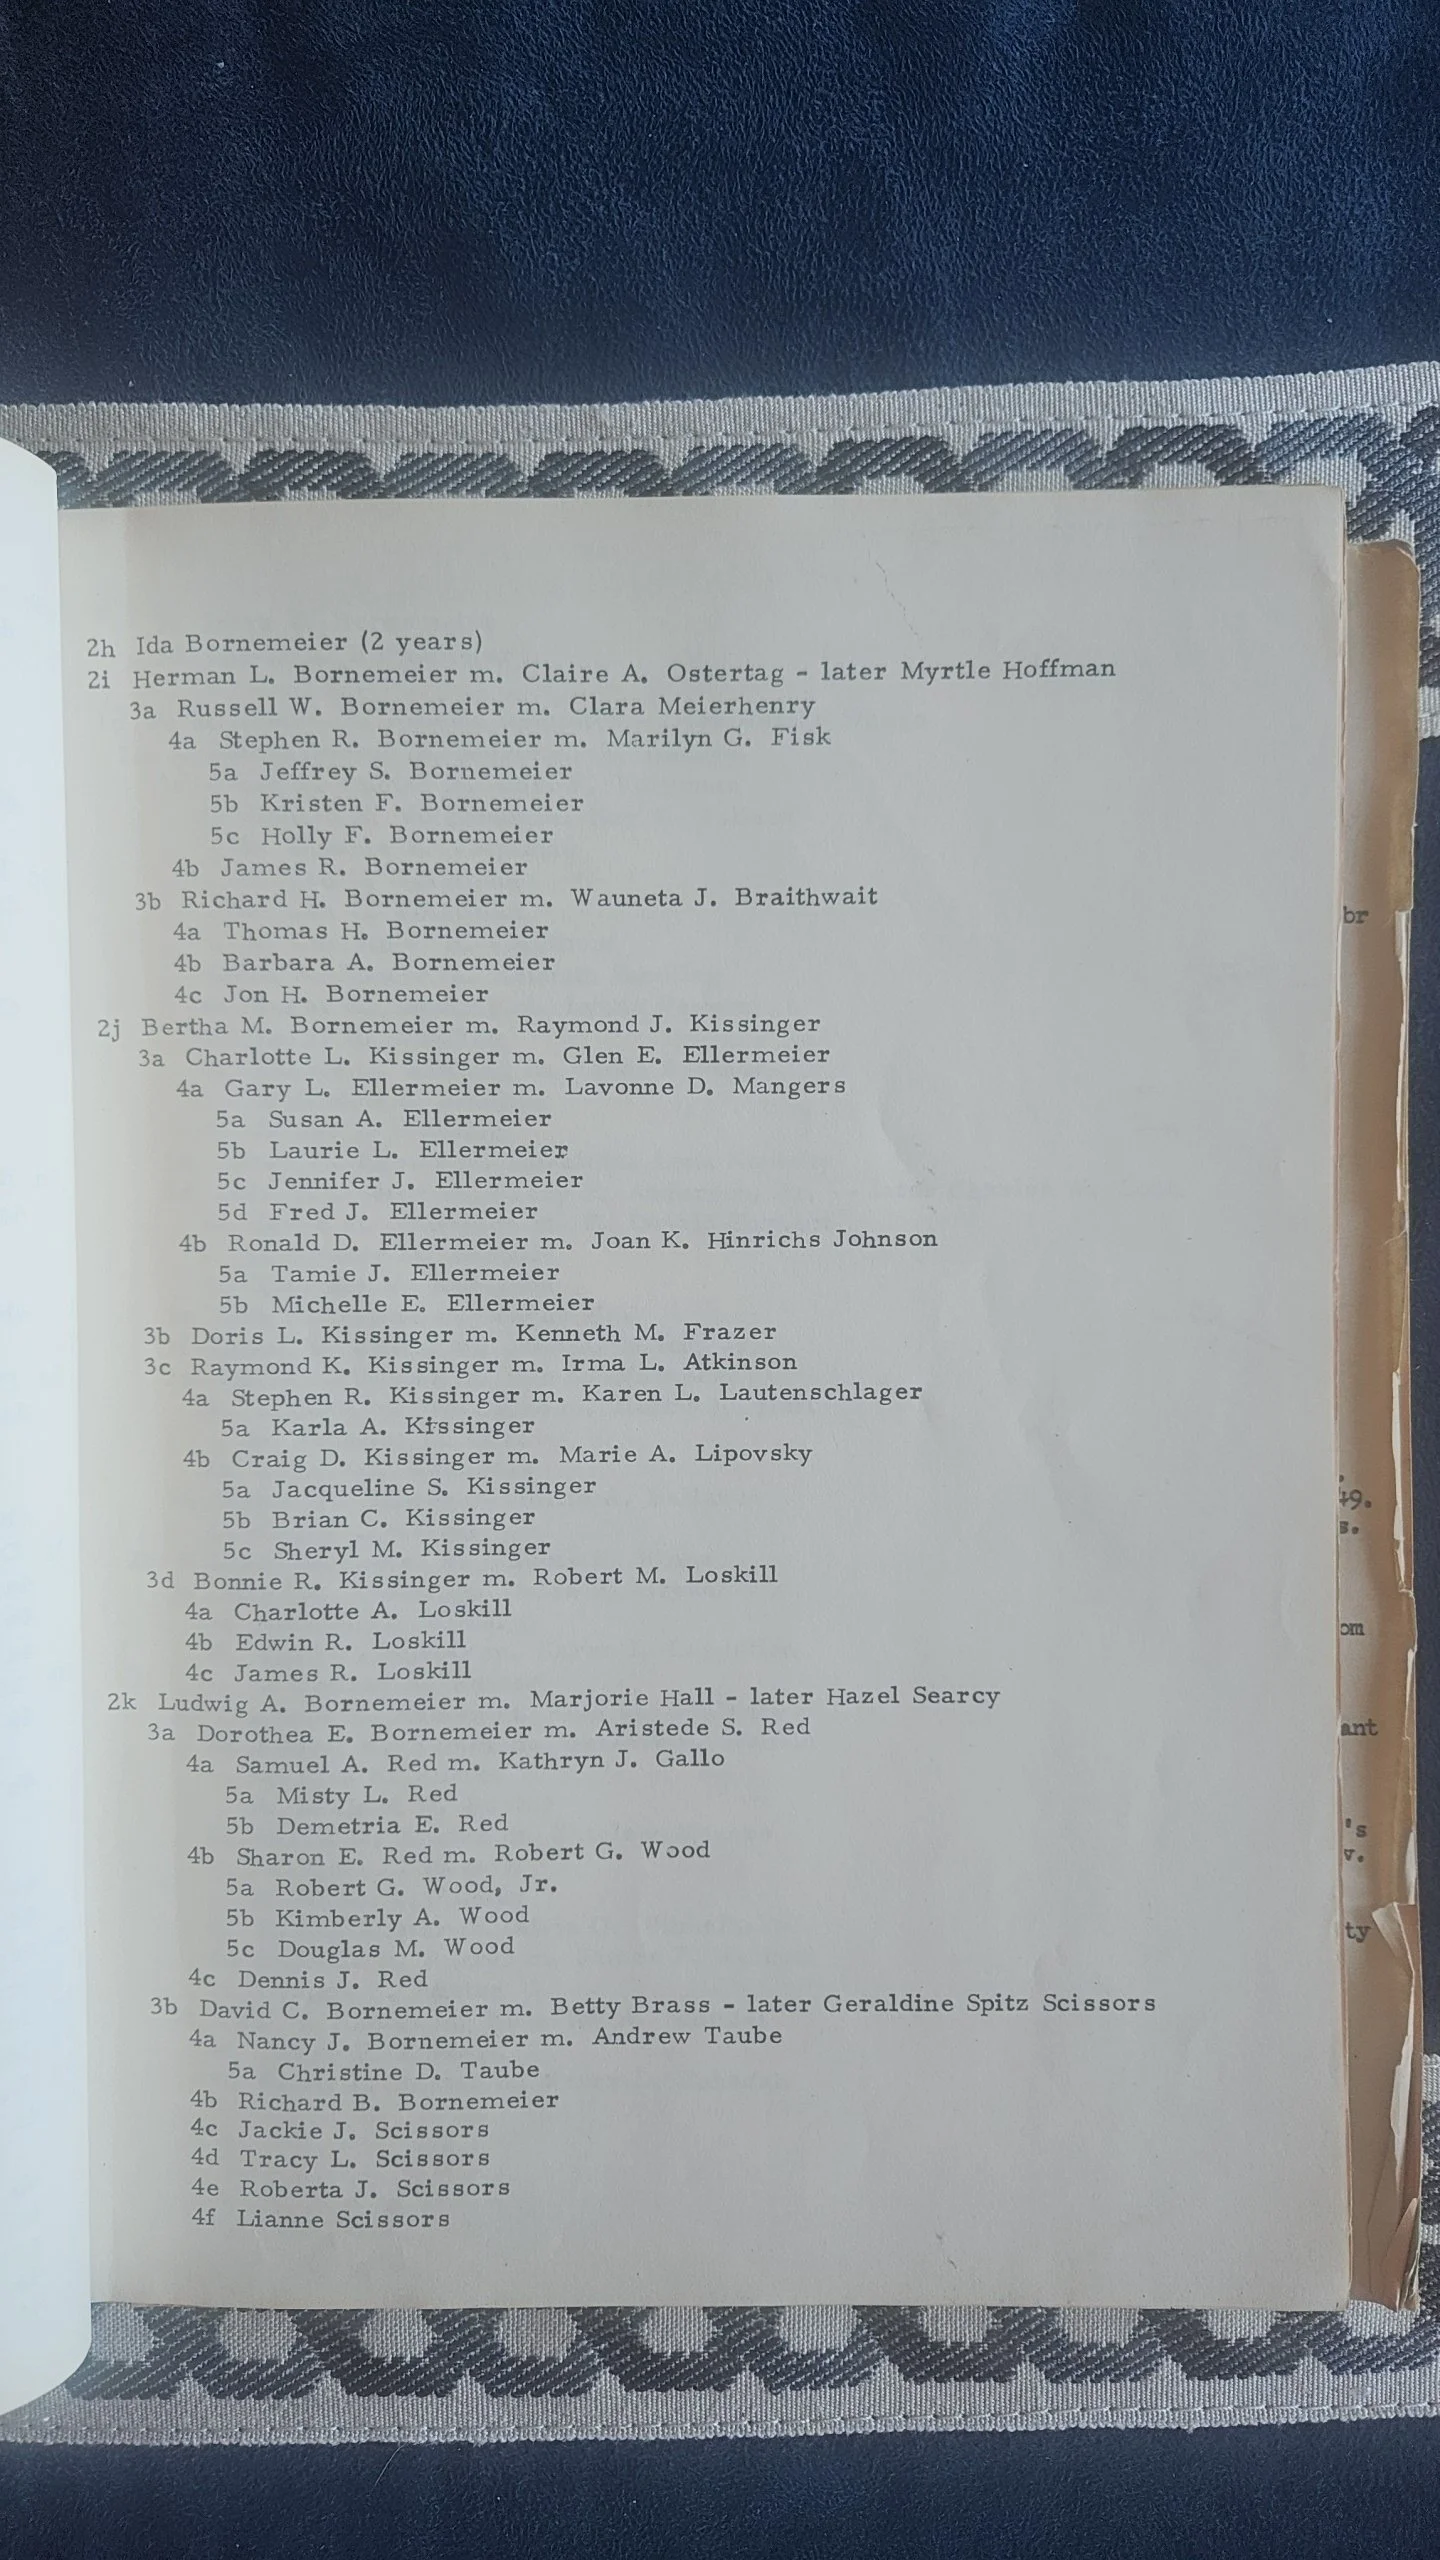 2h Ida Bornemeier (2 years)
2i Herman L. Bornemeier m. Claire A. Ostertag - later Myrtle Hoffman
3a Russell W. Bornemeier m. Clara Meierhenry
4a Stephen R. Bornemeier m. Marilyn G. Fisk
5a Jeffrey S. Bornemeier
5b Kristen F. Bornemeier
5c Holly F. Bornemeier
4b James R. Bornemeier
3b Richard H. Bornemeier m. Wauneta J. Braithwait
4a Thomas H. Bornemeier
4b Barbara A. Bornemeier
4c Jon H. Bornemeier
2j Bertha M. Bornemeier m. Raymond J. Kissinger
3a Charlotte L. Kissinger m. Glen E. Ellermeier
4a Gary L. Ellermeier m. Lavonne D. Mangers
5a Susan A. Ellermeier
5b Laurie L. Ellermeier
5c Jennifer J. Ellermeier
5d Fred J. Ellermeier
4b Ronald D. Ellermeier m. Joan K. Hinrichs Johnson
5a Tamie J. Ellermeier
5b Michelle E. Ellermeier
3b Doris L. Kissinger m. Kenneth M. Frazer
3c Raymond K. Kissinger m. Irma L. Atkinson
4a Stephen R. Kissinger m. Karen L. Lautenschlager
5a Karla A. Kissinger
4b Craig D. Kissinger m. Marie A. Lipovsky
5a Jacqueline S. Kissinger
5b Brian C. Kissinger
5c Sheryl M. Kissinger
3d Bonnie R. Kissinger m. Robert M. Loskill
4a Charlotte A. Loskill
4b Edwin R. Loskill
4c James R. Loskill
2k Ludwig A. Bornemeier m. Marjorie Hall - later Hazel Searcy
3a Dorothea E. Bornemeier m. Aristede S. Red
4a Samuel A. Red m. Kathryn J. Gallo
5a Misty L. Red
5b Demetria E. Red
4b Sharon E. Red m. Robert G. Wood
5a Robert G. Wood, Jr.
5b Kimberly A. Wood
5c Douglas M. Wood
4c Dennis J. Red
3b David C. Bornemeier m. Betty Brass - later Geraldine Spitz Scissors
4a Nancy J. Bornemeier m. Andrew Taube
5a Christine D. Taube
4b Richard B. Bornemeier
4c Jackie J. Scissors
4d Tracy L. Scissors
4e Roberta J. Scissors
4f Lianne Scissors
br
49.
s.
om
ant
's
v.
ty